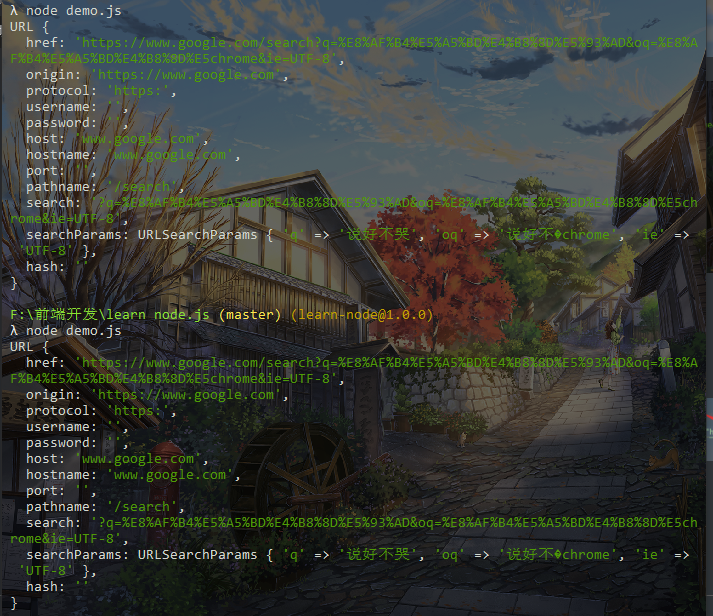 λ node demo.js
URL {
  href: 'https://www.google.com/search?q=%E8%AF%B4%E5%A5%BD%E4%B8%8D%E5%93%AD&oq=%E8%A
F%B4%E5%A5%BD%E4%B8%8D%E5chrome&ie=UTF-8',
  origin: 'https://www.google.com',
  protocol: 'https:',
  username: '',
  password: '',
  host: 'www.google.com',
  hostname: 'www.google.com',
  port: '',
  pathname: '/search',
  search: '?q=%E8%AF%B4%E5%A5%BD%E4%B8%8D%E5%93%AD&oq=%E8%AF%B4%E5%A5%BD%E4%B8%8D%E5ch
rome&ie=UTF-8',
  searchParams: URLSearchParams { 'q' => '说好不哭', 'oq' => '说好不�chrome', 'ie' =>
 'UTF-8' },
  hash: ''
}
F:\前端开发\learn node.js (master) (learn-node@1.0.0)
λ node demo.js
URL {
  href: 'https://www.google.com/search?q=%E8%AF%B4%E5%A5%BD%E4%B8%8D%E5%93%AD&oq=%E8%A
F%B4%E5%A5%BD%E4%B8%8D%E5chrome&ie=UTF-8',
  origin: 'https://www.google.com',
  protocol: 'https:',
  username: '',
  password: '',
  host: 'www.google.com',
  hostname: 'www.google.com',
  port: '',
  pathname: '/search',
  search: '?q=%E8%AF%B4%E5%A5%BD%E4%B8%8D%E5%93%AD&oq=%E8%AF%B4%E5%A5%BD%E4%B8%8D%E5ch
rome&ie=UTF-8',
  searchParams: URLSearchParams { 'q' => '说好不哭', 'oq' => '说好不�chrome', 'ie' =>
 'UTF-8' },
  hash: ''
}